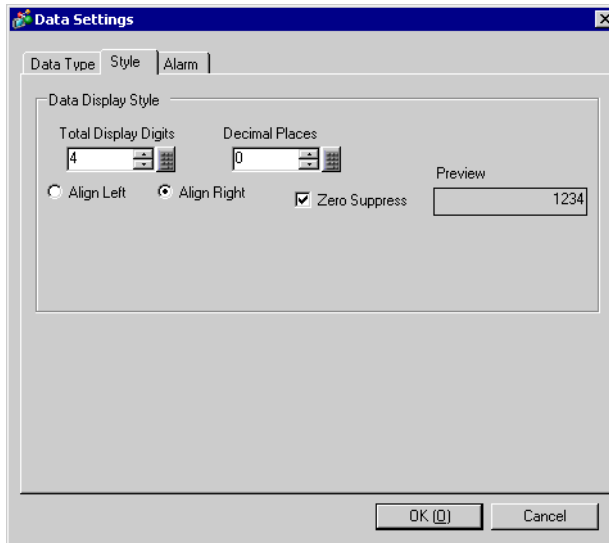 Data Settings
Data Type Style Alarm
Data Display Style
Total Display Digits Decimal Places
4 0
Preview
Align Left Align Right Zero Suppress 1234
OK (O) Cancel